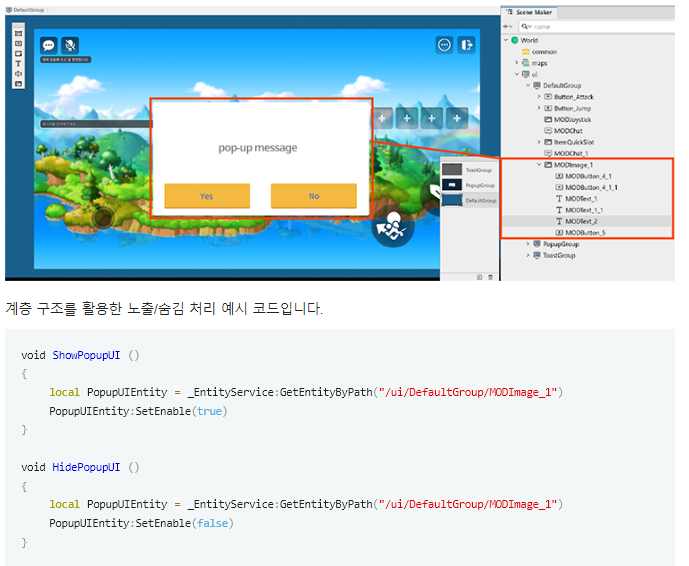 DefaultGroup
Scene Maker
name
World
common
maps
ui
DefaultGroup
Button_Attack
Button_Jump
MODJoystick
MODChat
ItemQuickSlot
MODChat_1
MODImage_1
MODButton_4_1
MODButton_4_1_1
MODText_1
MODText_1_1
MODText_2
MODButton_5
PopupGroup
ToastGroup
pop-up message
Yes
No
ToastGroup
PopupGroup
DefaultGroup
계층 구조를 활용한 노출/숨김 처리 예시 코드입니다.
void ShowPopupUI ()
{
local PopupUIEntity = _EntityService:GetEntityByPath("/ui/DefaultGroup/MODImage_1")
PopupUIEntity:SetEnable(true)
}
void HidePopupUI ()
{
local PopupUIEntity = _EntityService:GetEntityByPath("/ui/DefaultGroup/MODImage_1")
PopupUIEntity:SetEnable(false)
}